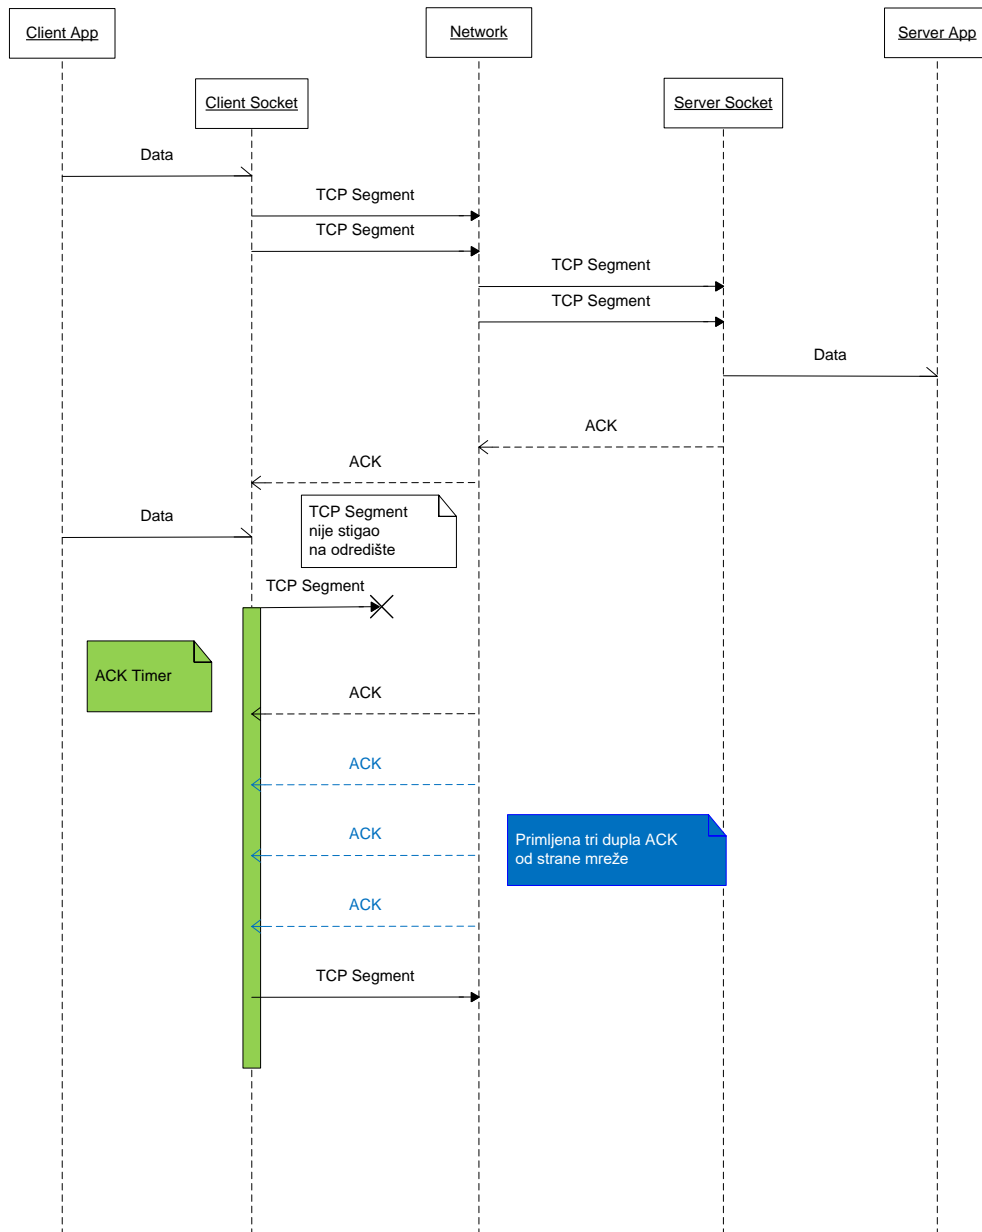 Client App
Network
Server App
Client Socket
Server Socket
Data
TCP Segment
TCP Segment
TCP Segment
TCP Segment
Data
ACK
ACK
TCP Segment
nije stigao
na odredište
Data
TCP Segment
ACK Timer
ACK
ACK
ACK
Primljena tri dupla ACK
od strane mreže
ACK
TCP Segment